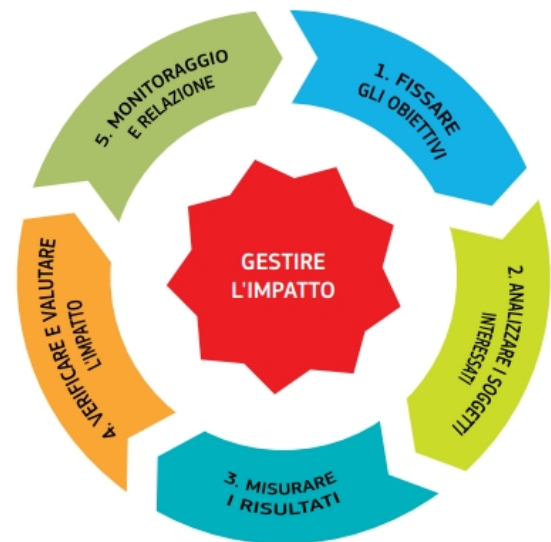 1. FISSARE
GLI OBIETTIVI
2. ANALIZZARE I SOGGETTI
INTERESSATI
3. MISURARE
I RISULTATI
4. VERIFICARE E VALUTARE
L'IMPATTO
5. MONITORAGGIO
E RELAZIONE
GESTIRE
L'IMPATTO